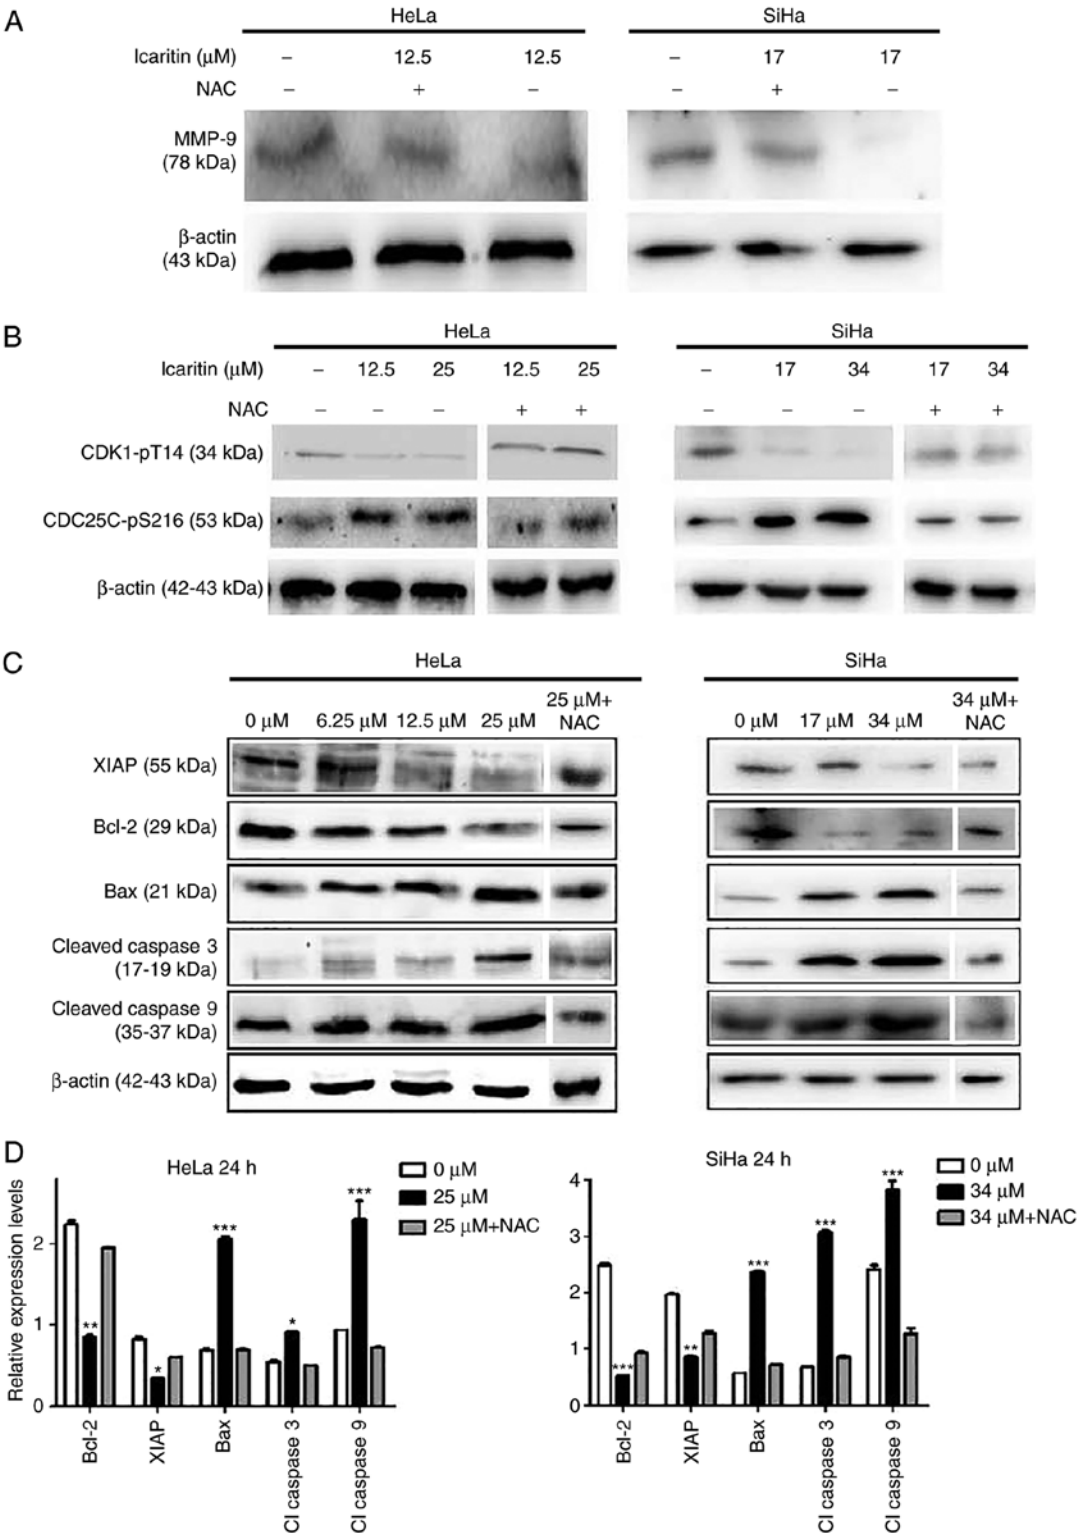 A
HeLa
SiHa
Icaritin (μM) – 12.5 12.5 – 17 17
NAC – + – – + –
MMP-9
(78 kDa)
β-actin
(43 kDa)
B
HeLa
SiHa
Icaritin (μM) – 12.5 25 12.5 25 – 17 34 17 34
NAC – – – + + – – – + +
CDK1-pT14 (34 kDa)
CDC25C-pS216 (53 kDa)
β-actin (42-43 kDa)
C
HeLa
SiHa
0 μM 6.25 μM 12.5 μM 25 μM 25 μM+
NAC
0 μM 17 μM 34 μM 34 μM+
NAC
XIAP (55 kDa)
Bcl-2 (29 kDa)
Bax (21 kDa)
Cleaved caspase 3
(17-19 kDa)
Cleaved caspase 9
(35-37 kDa)
β-actin (42-43 kDa)
D
HeLa 24 h
0 μM
25 μM
25 μM+NAC
Relative expression levels
2
1
0
**
*
***
*
***
Bcl-2
XIAP
Bax
Cl caspase 3
Cl caspase 9
SiHa 24 h
0 μM
34 μM
34 μM+NAC
4
3
2
1
0
***
**
***
***
***
Bcl-2
XIAP
Bax
Cl caspase 3
Cl caspase 9